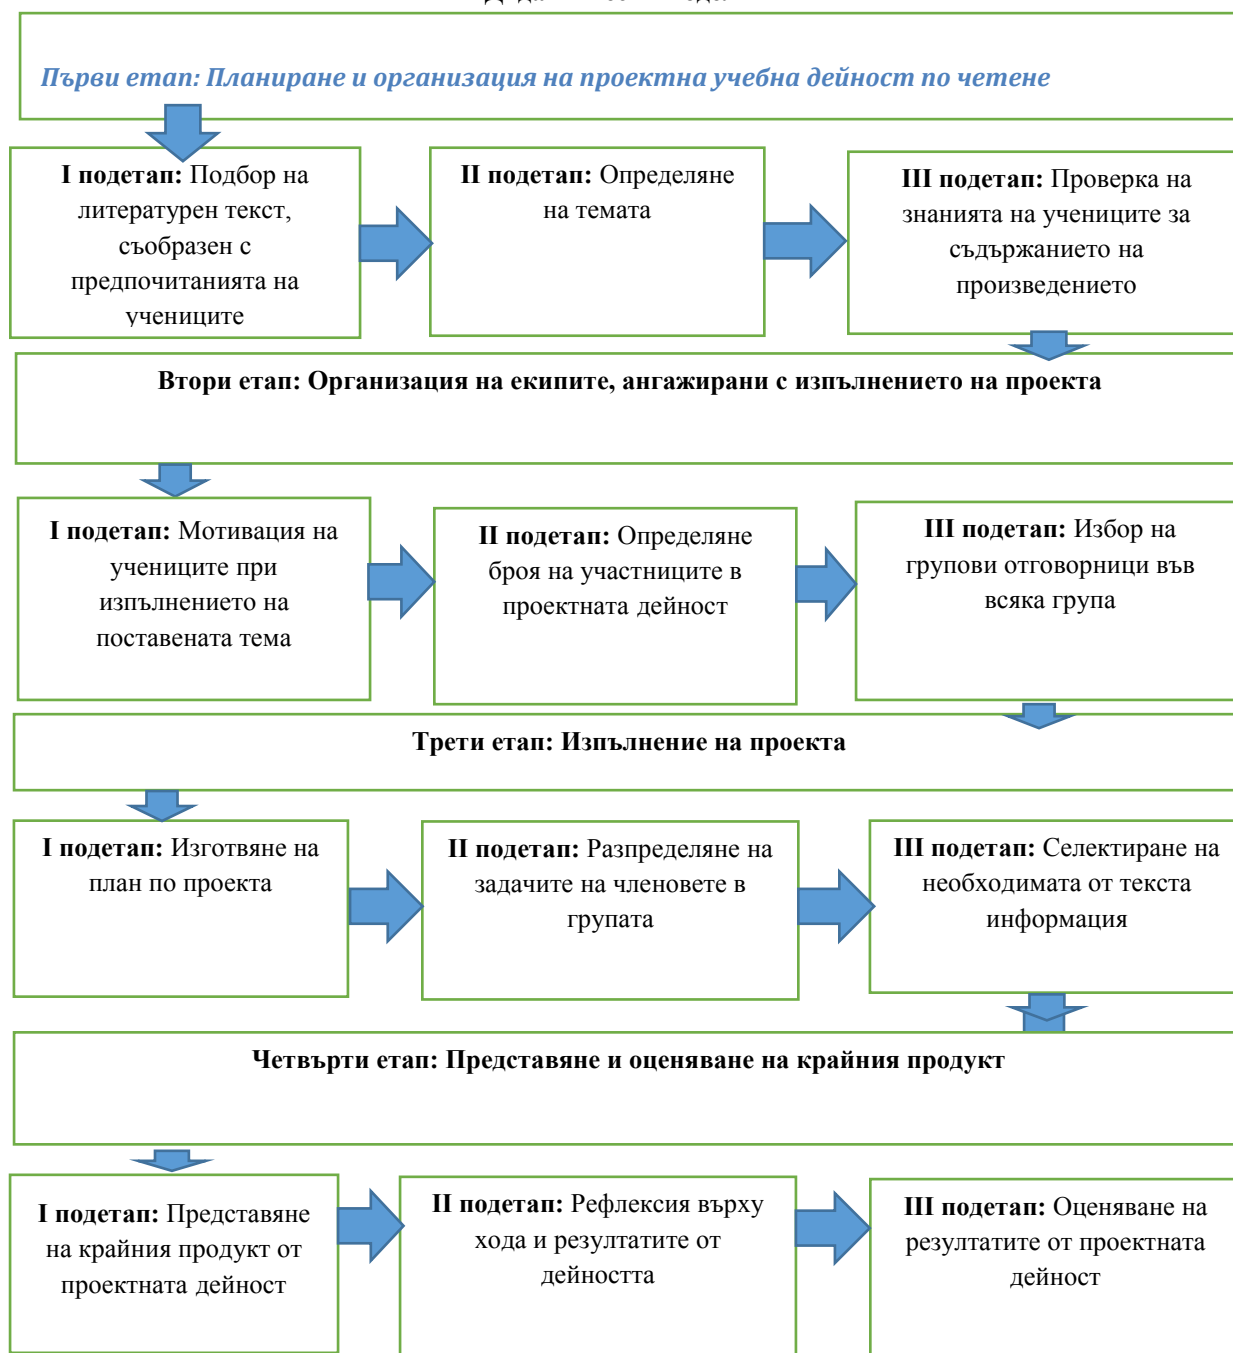 Първи етап: Планиране и организация на проектна учебна дейност по четене
I подетап: Подбор на
литературен текст,
съобразен с
предпочитанията на
учениците
II подетап: Определяне
на темата
III подетап: Проверка на
знанията на учениците за
съдържанието на
произведението
Втори етап: Организация на екипите, ангажирани с изпълнението на проекта
I подетап: Мотивация на
учениците при
изпълнението на
поставената тема
II подетап: Определяне
броя на участниците в
проектната дейност
III подетап: Избор на
групови отговорници във
всяка група
Трети етап: Изпълнение на проекта
I подетап: Изготвяне на
план по проекта
II подетап: Разпределяне на
задачите на членовете в
групата
III подетап: Селектиране на
необходимата от текста
информация
Четвърти етап: Представяне и оценяване на крайния продукт
I подетап: Представяне
на крайния продукт от
проектната дейност
II подетап: Рефлексия върху
хода и резултатите от
дейността
III подетап: Оценяване на
резултатите от проектната
дейност